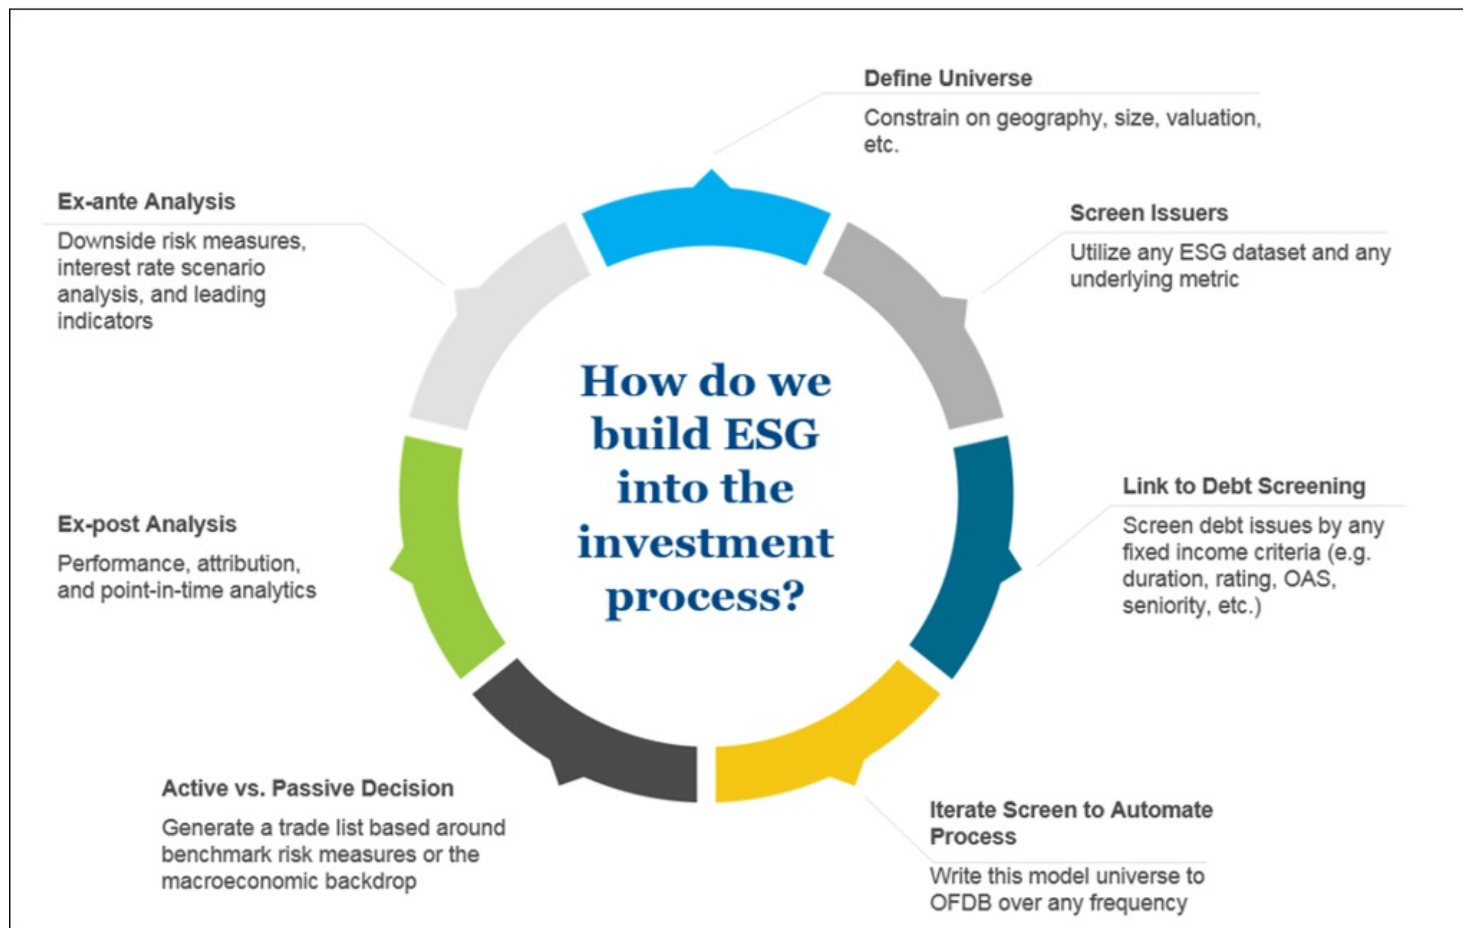 Define Universe
Constrain on geography, size, valuation,
etc.
Screen Issuers
Utilize any ESG dataset and any
underlying metric
Link to Debt Screening
Screen debt issues by any
fixed income criteria (e.g.
duration, rating, OAS,
seniority, etc.)
Iterate Screen to Automate
Process
Write this model universe to
OFDB over any frequency
Active vs. Passive Decision
Generate a trade list based around
benchmark risk measures or the
macroeconomic backdrop
Ex-post Analysis
Performance, attribution,
and point-in-time analytics
Ex-ante Analysis
Downside risk measures,
interest rate scenario
analysis, and leading
indicators
How do we
build ESG
into the
investment
process?